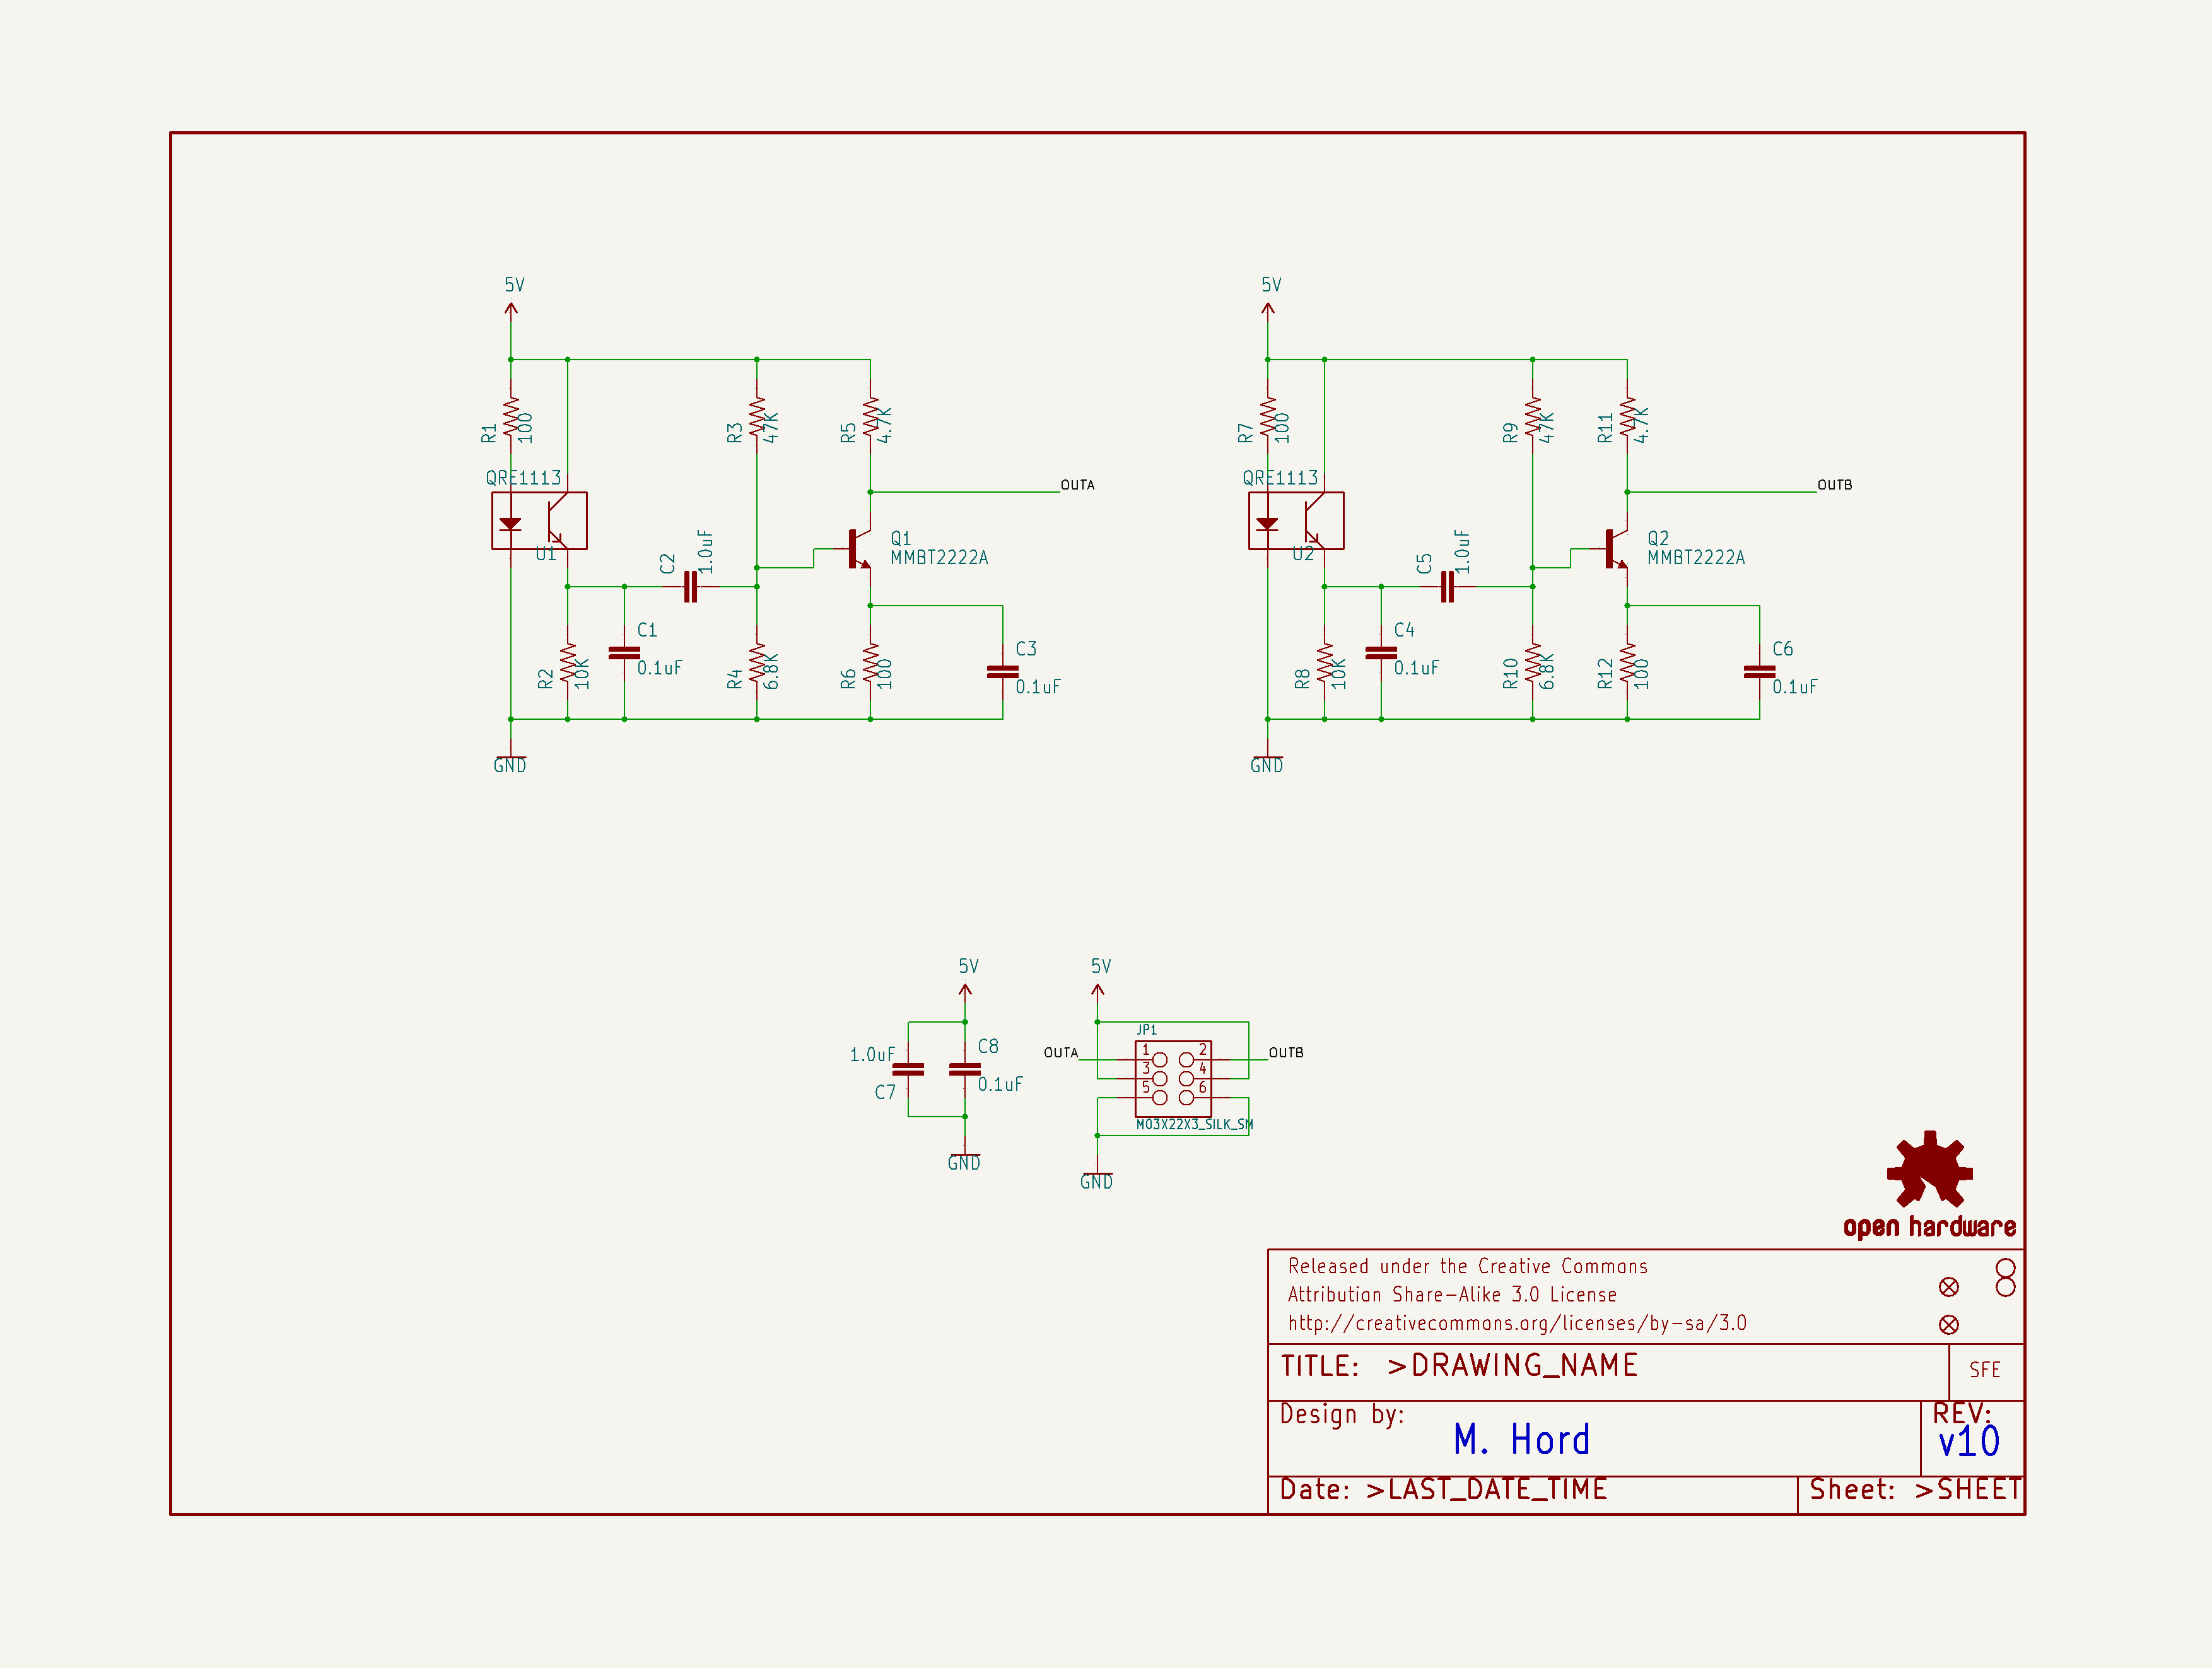 5V
5V
R1
100
R3
47K
R5
4.7K
R7
100
R9
47K
R11
4.7K
QRE1113
OUTA
QRE1113
OUTB
U1
C2
1.0uF
Q1
MMBT2222A
U2
C5
1.0uF
Q2
MMBT2222A
R2
10K
C1
0.1uF
R4
6.8K
R6
100
C3
0.1uF
R8
10K
C4
0.1uF
R10
6.8K
R12
100
C6
0.1uF
GND
GND
5V
5V
JP1
1.0uF
C7
C8
0.1uF
OUTA
1 2
3 4
5 6
OUTB
M03X22X3_SILK_SM
GND
GND
open hardware
Released under the Creative Commons
Attribution Share-Alike 3.0 License
http://creativecommons.org/licenses/by-sa/3.0
TITLE: >DRAWING_NAME
SFE
Design by:
M. Hord
REV:
v10
Date: >LAST_DATE_TIME
Sheet: >SHEET